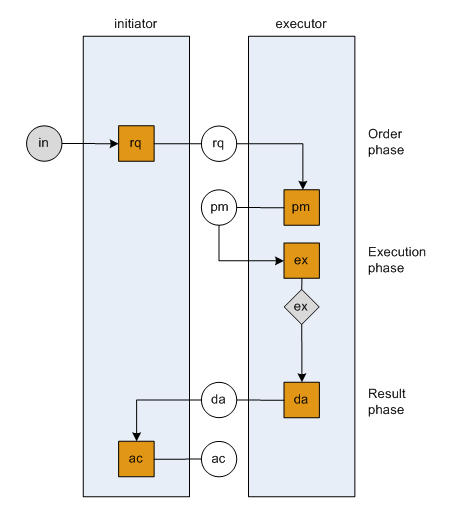 initiator
executor
in
rq
rq
Order
phase
pm
pm
Execution
phase
ex
ex
da
da
Result
phase
ac
ac